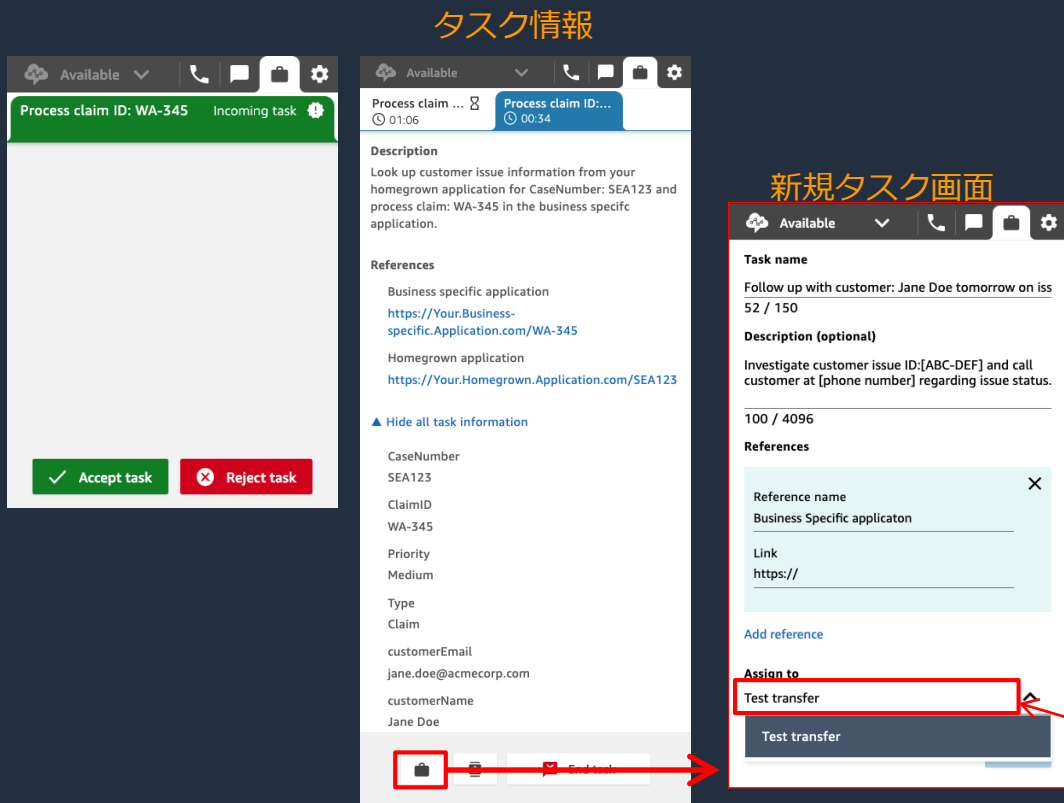 タスク情報
Available
Process claim ID: WA-345 Incoming task
Accept task
Reject task
Available
Process claim ...
01:06
Process claim ID:...
00:34
Description
Look up customer issue information from your
homegrown application for CaseNumber: SEA123 and
process claim: WA-345 in the business specifc
application.
References
Business specific application
https://Your.Business-
specific.Application.com/WA-345
Homegrown application
https://Your.Homegrown.Application.com/SEA123
Hide all task information
CaseNumber
SEA123
ClaimID
WA-345
Priority
Medium
Type
Claim
customerEmail
jane.doe@acmecorp.com
customerName
Jane Doe
End task
新規タスク画面
Available
Task name
Follow up with customer: Jane Doe tomorrow on iss
52 / 150
Description (optional)
Investigate customer issue ID:[ABC-DEF] and call
customer at [phone number] regarding issue status.
100 / 4096
References
Reference name
Business Specific applicaton
Link
https://
Add reference
Assign to
Test transfer
Test transfer